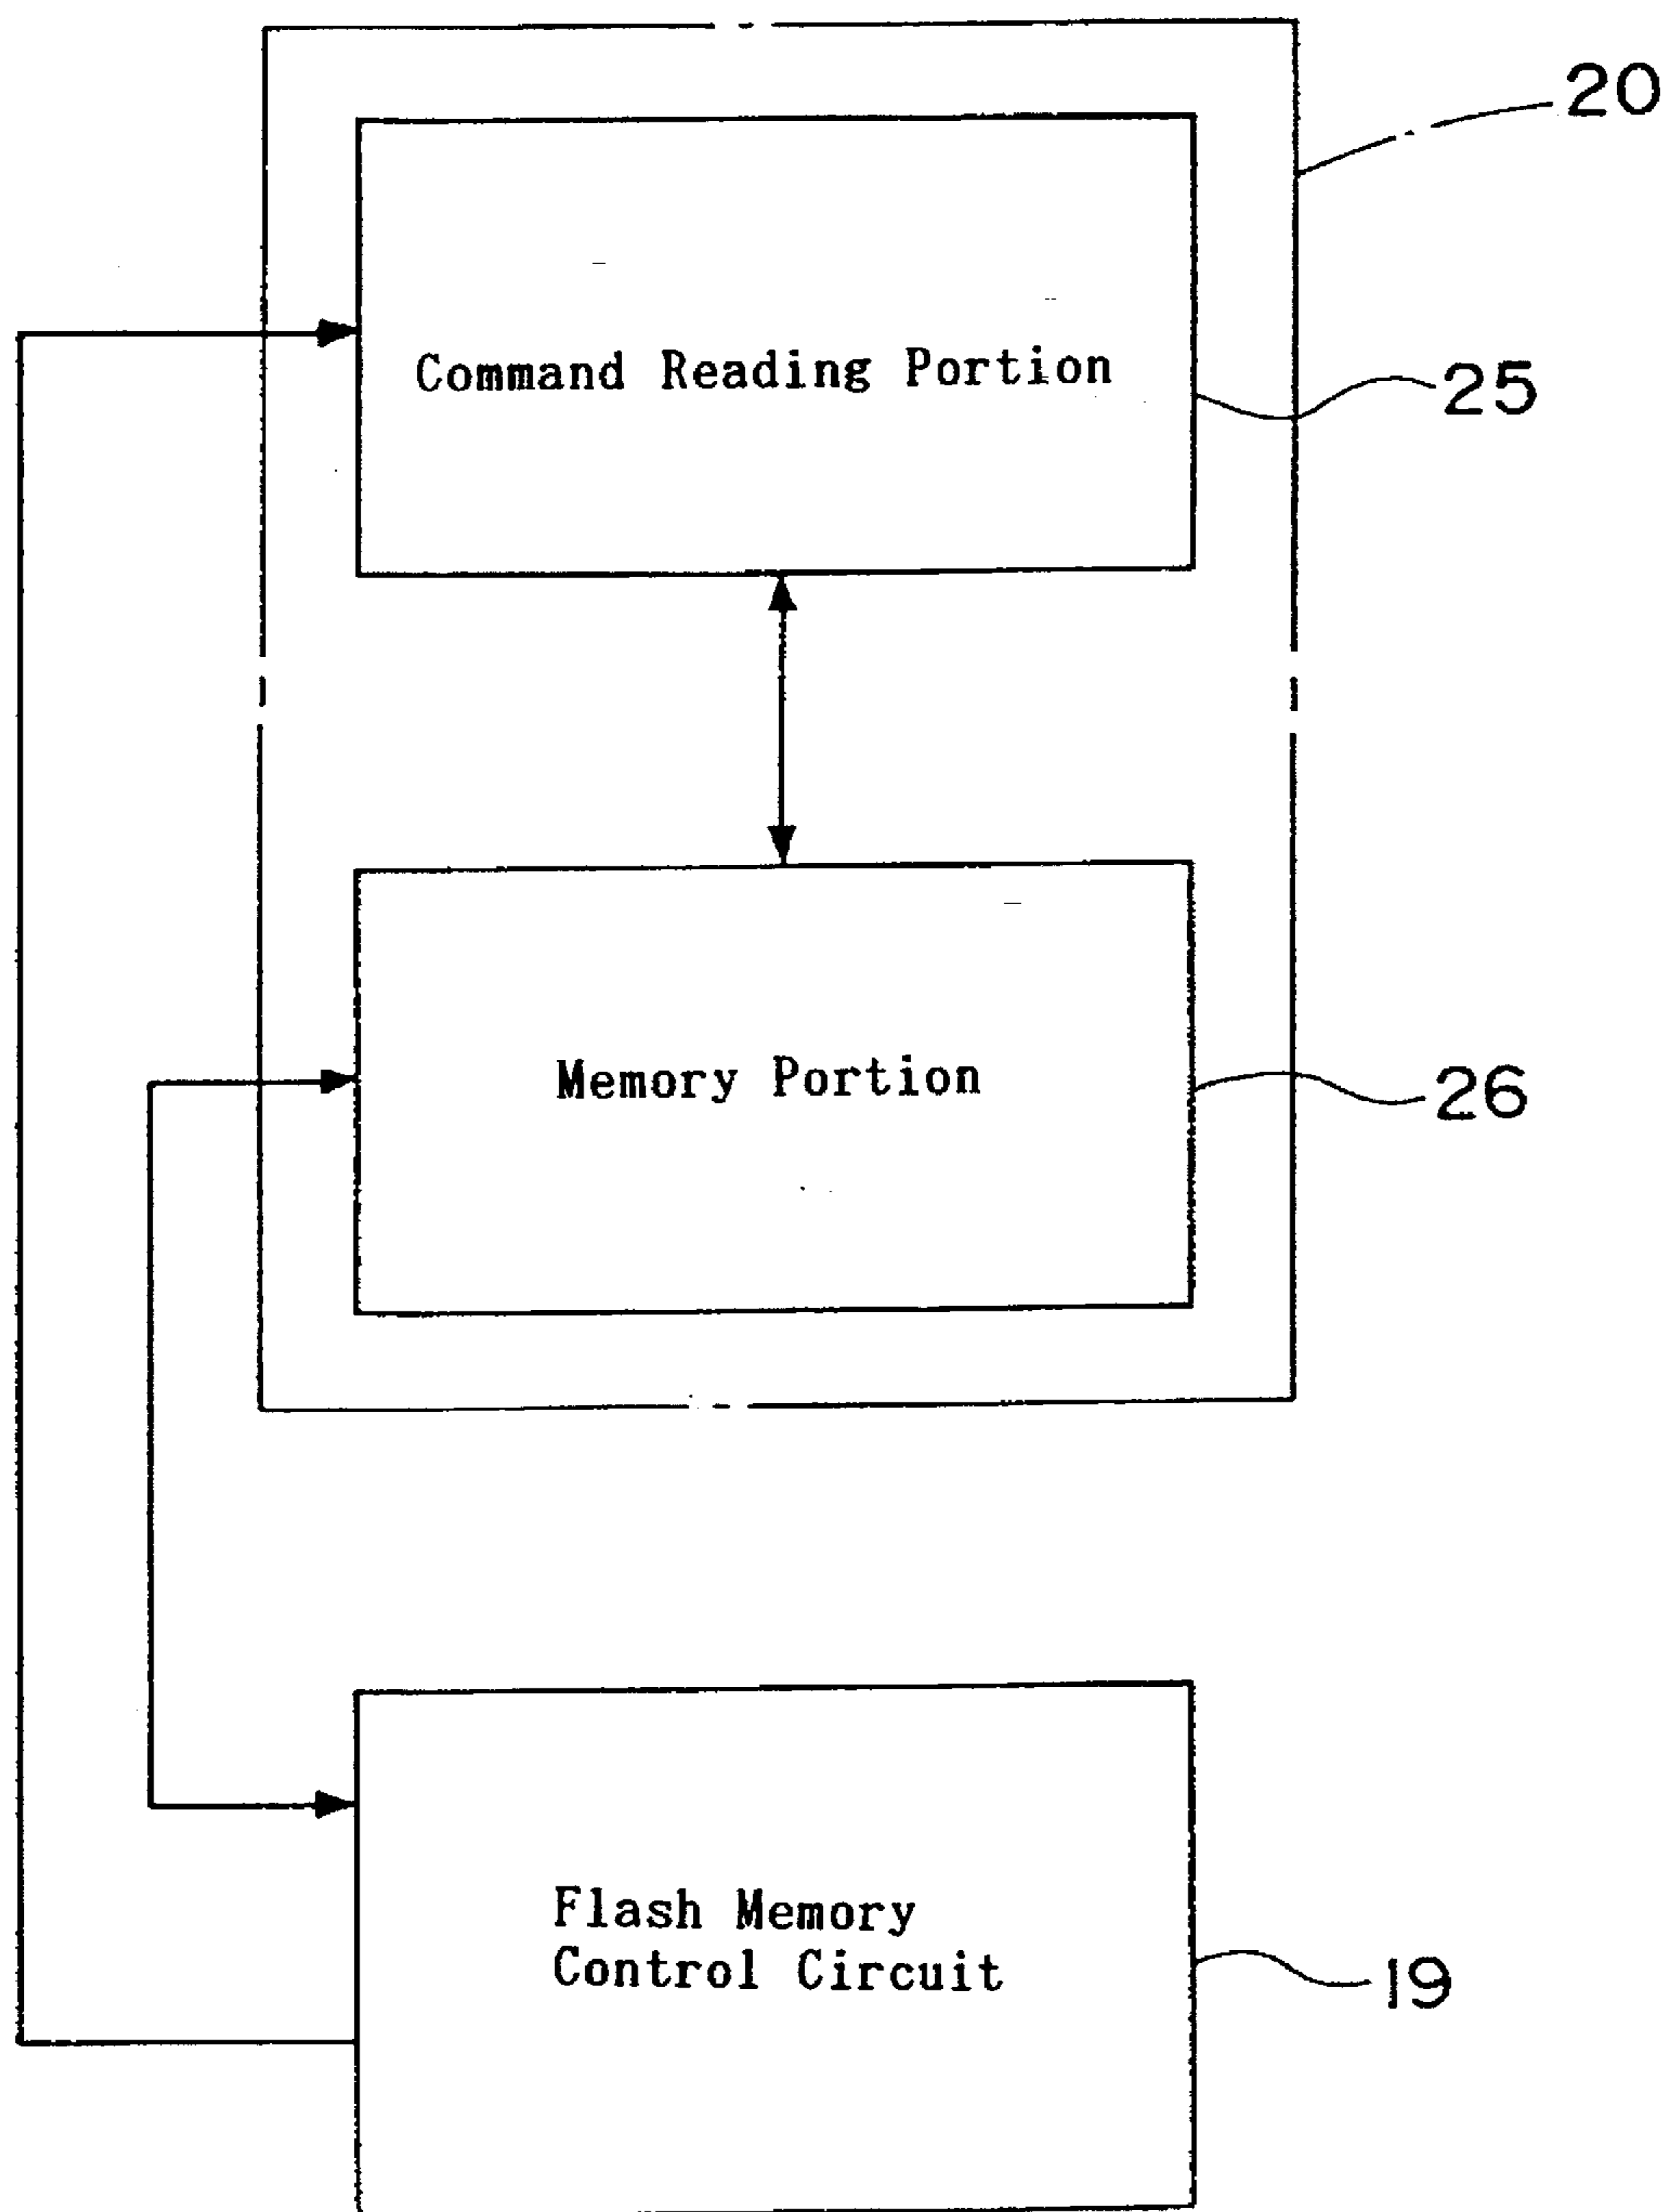 20
Command Reading Portion
25
Memory Portion
26
Flash Memory
Control Circuit
19